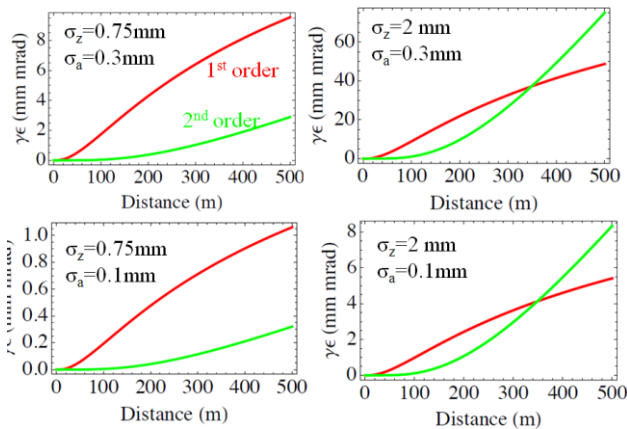 σz=0.75mm
σa=0.3mm
1st order
2nd order
γϵ (mm mrad)
8
6
4
2
0
0 100 200 300 400 500
Distance (m)
σz=2 mm
σa=0.3mm
γϵ (mm mrad)
60
40
20
0
0 100 200 300 400 500
Distance (m)
σz=0.75mm
σa=0.1mm
(mm mrad)
1.0
0.8
0.6
0.4
0.2
0.0
0 100 200 300 400 500
Distance (m)
σz=2 mm
σa=0.1mm
γϵ (mm mrad)
8
6
4
2
0
0 100 200 300 400 500
Distance (m)